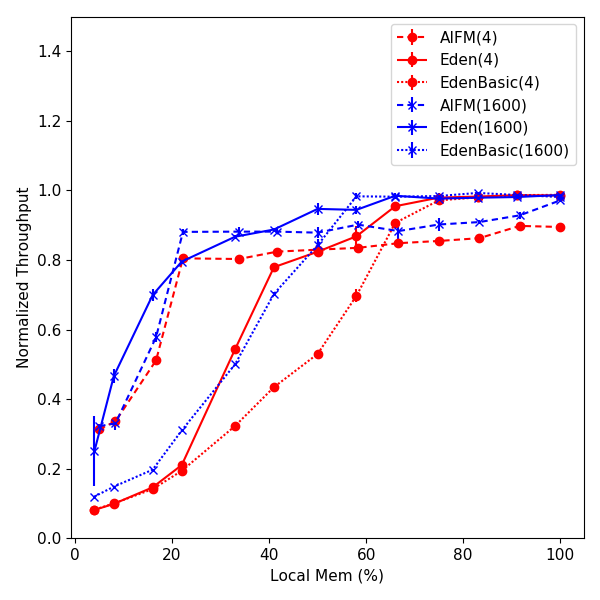 AIFM(4)
Eden(4)
EdenBasic(4)
AIFM(1600)
Eden(1600)
EdenBasic(1600)
1.4
1.2
1.0
0.8
0.6
0.4
0.2
0.0
Normalized Throughput
0 20 40 60 80 100
Local Mem (%)